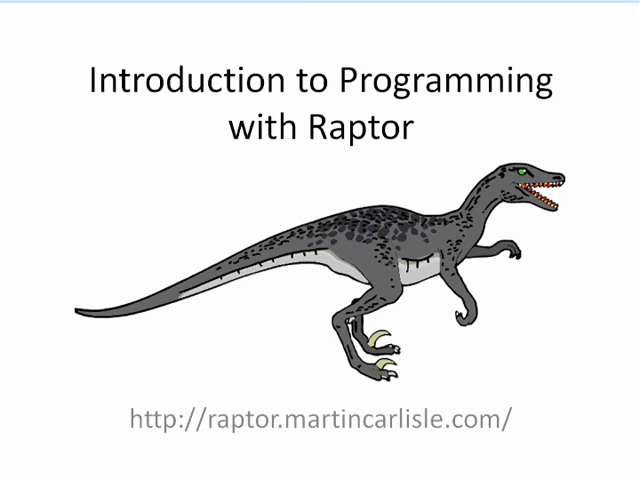 Introduction to Programming
with Raptor
http://raptor.martincarlisle.com/